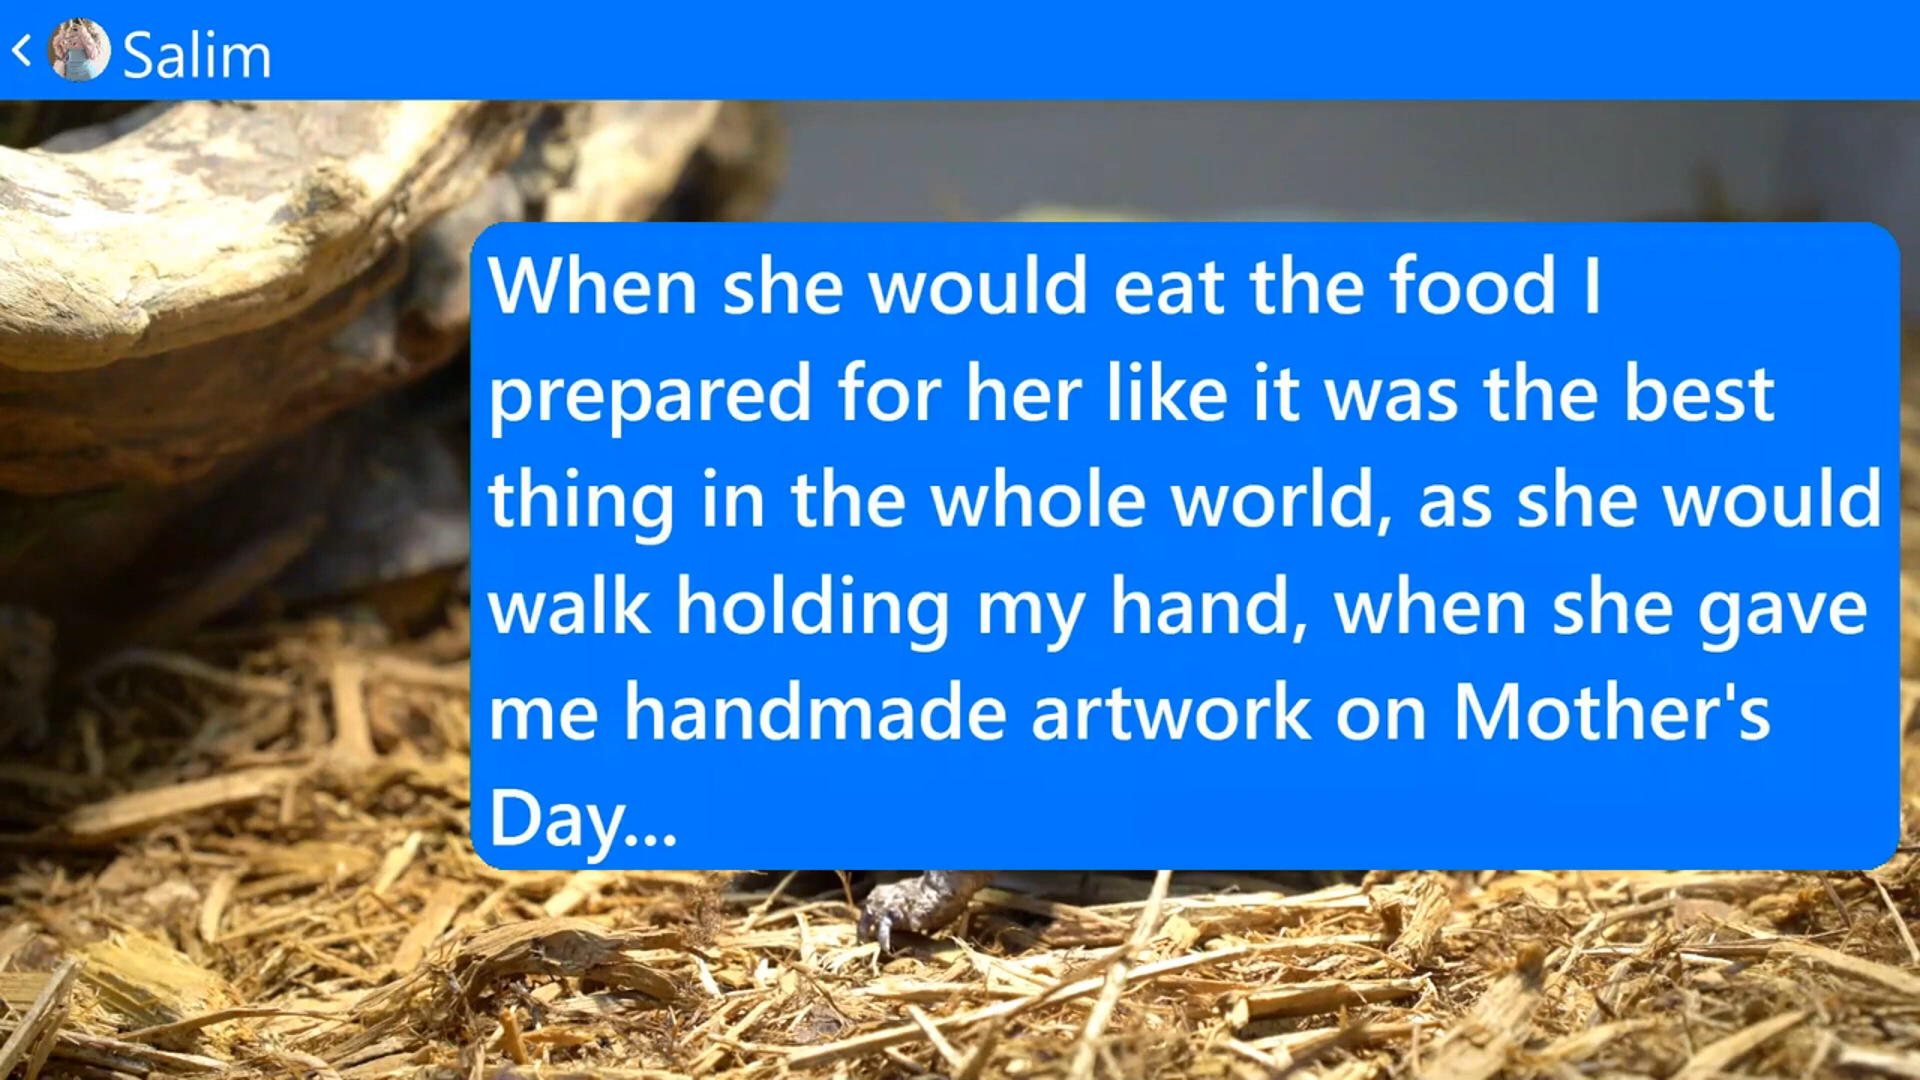 Salim
When she would eat the food I
prepared for her like it was the best
thing in the whole world, as she would
walk holding my hand, when she gave
me handmade artwork on Mother's
Day...